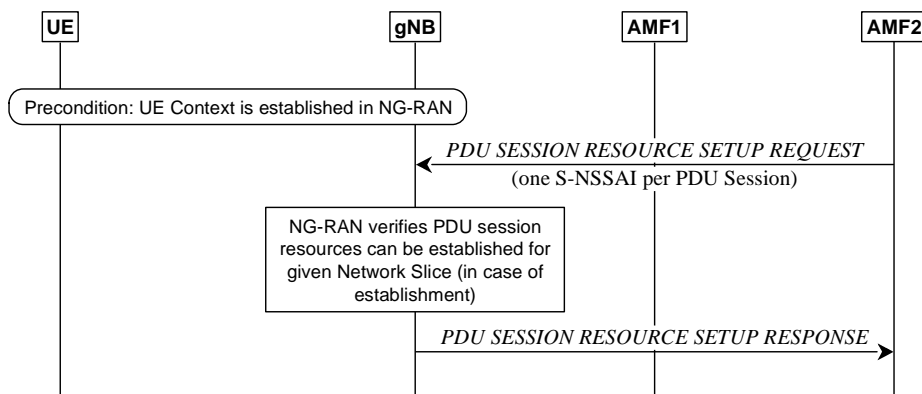 UE gNB AMF1 AMF2
Precondition: UE Context is established in NG-RAN
PDU SESSION RESOURCE SETUP REQUEST
(one S-NSSAI per PDU Session)
NG-RAN verifies PDU session
resources can be established for
given Network Slice (in case of
establishment)
PDU SESSION RESOURCE SETUP RESPONSE